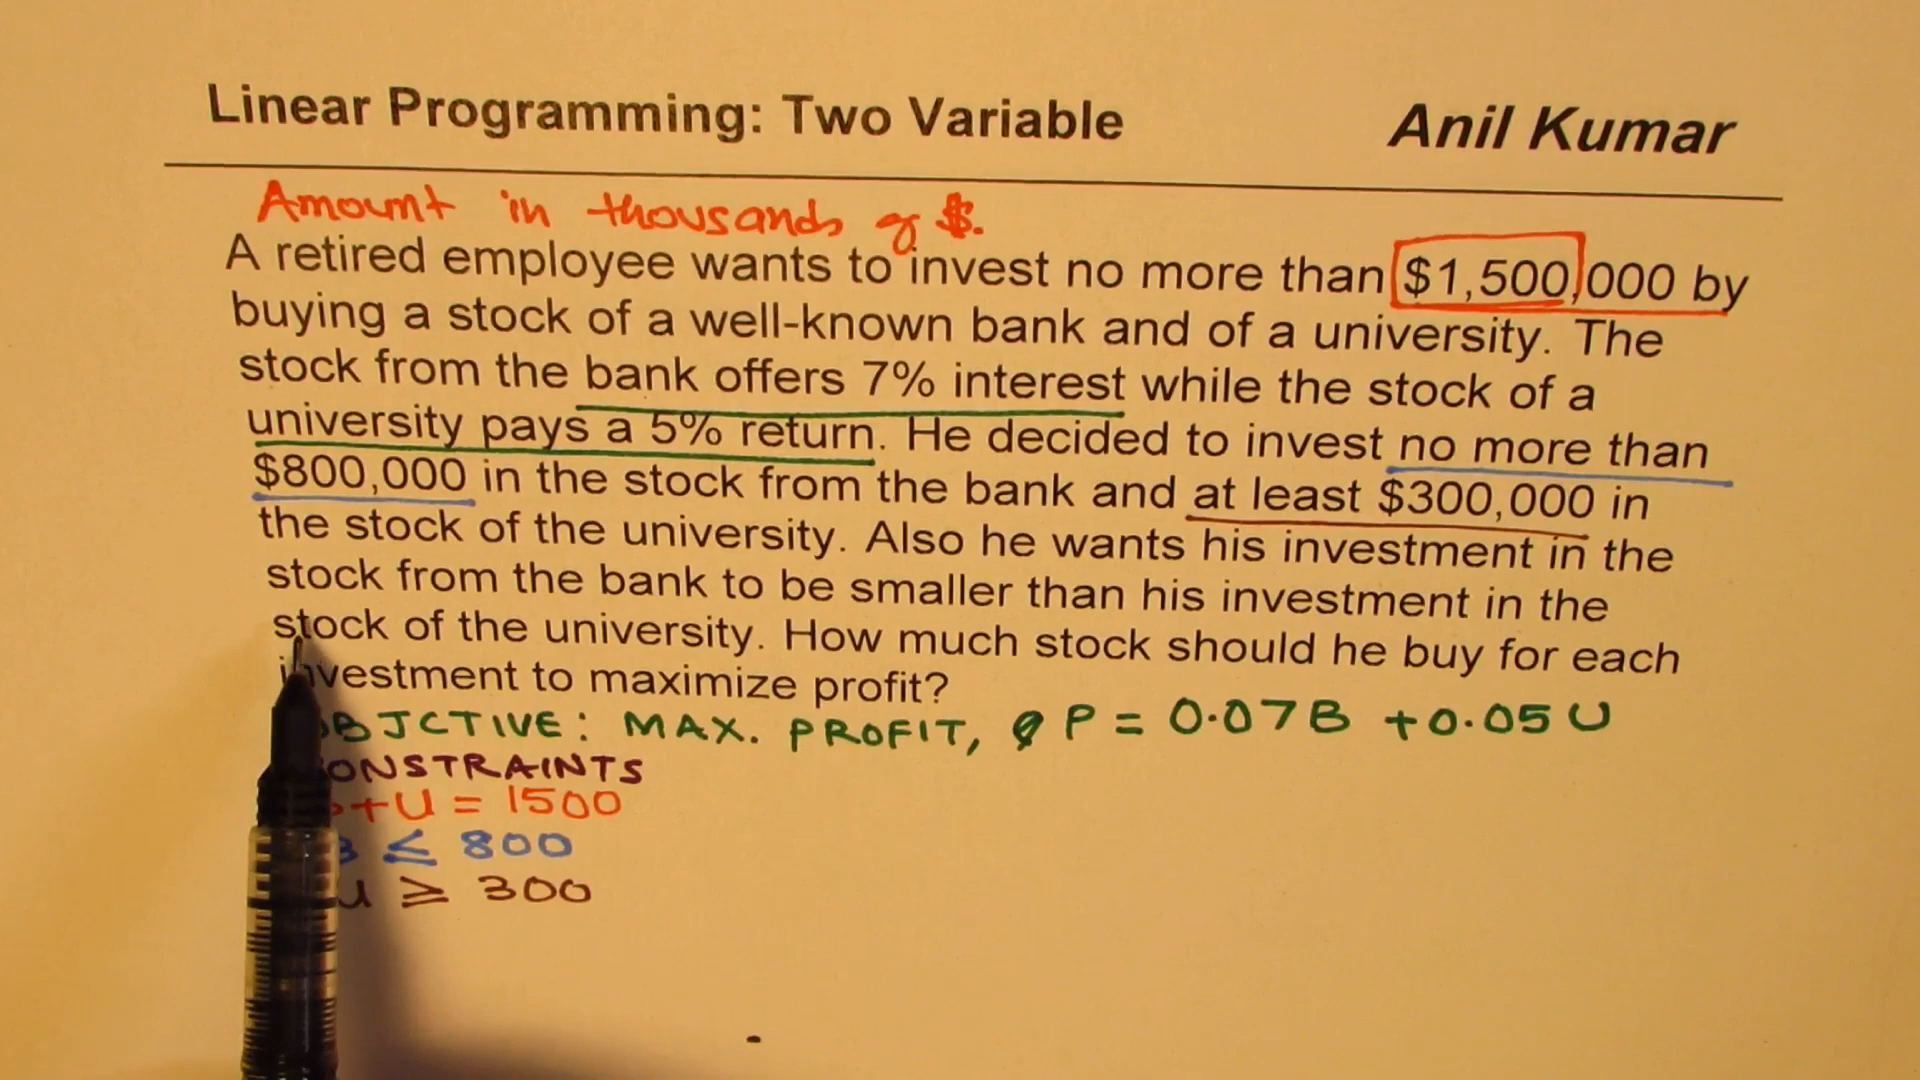 Linear Programming: Two Variable Anil Kumar
Amount in thousands of $.
A retired employee wants to invest no more than $1,500,000 by
buying a stock of a well-known bank and of a university. The
stock from the bank offers 7% interest while the stock of a
university pays a 5% return. He decided to invest no more than
$800,000 in the stock from the bank and at least $300,000 in
the stock of the university. Also he wants his investment in the
stock from the bank to be smaller than his investment in the
stock of the university. How much stock should he buy for each
investment to maximize profit?
BJCTIVE: MAX. PROFIT, P = 0.07B + 0.05 U
ONSTRAINTS
+U = 1500
B ≤ 800
U ≥ 300